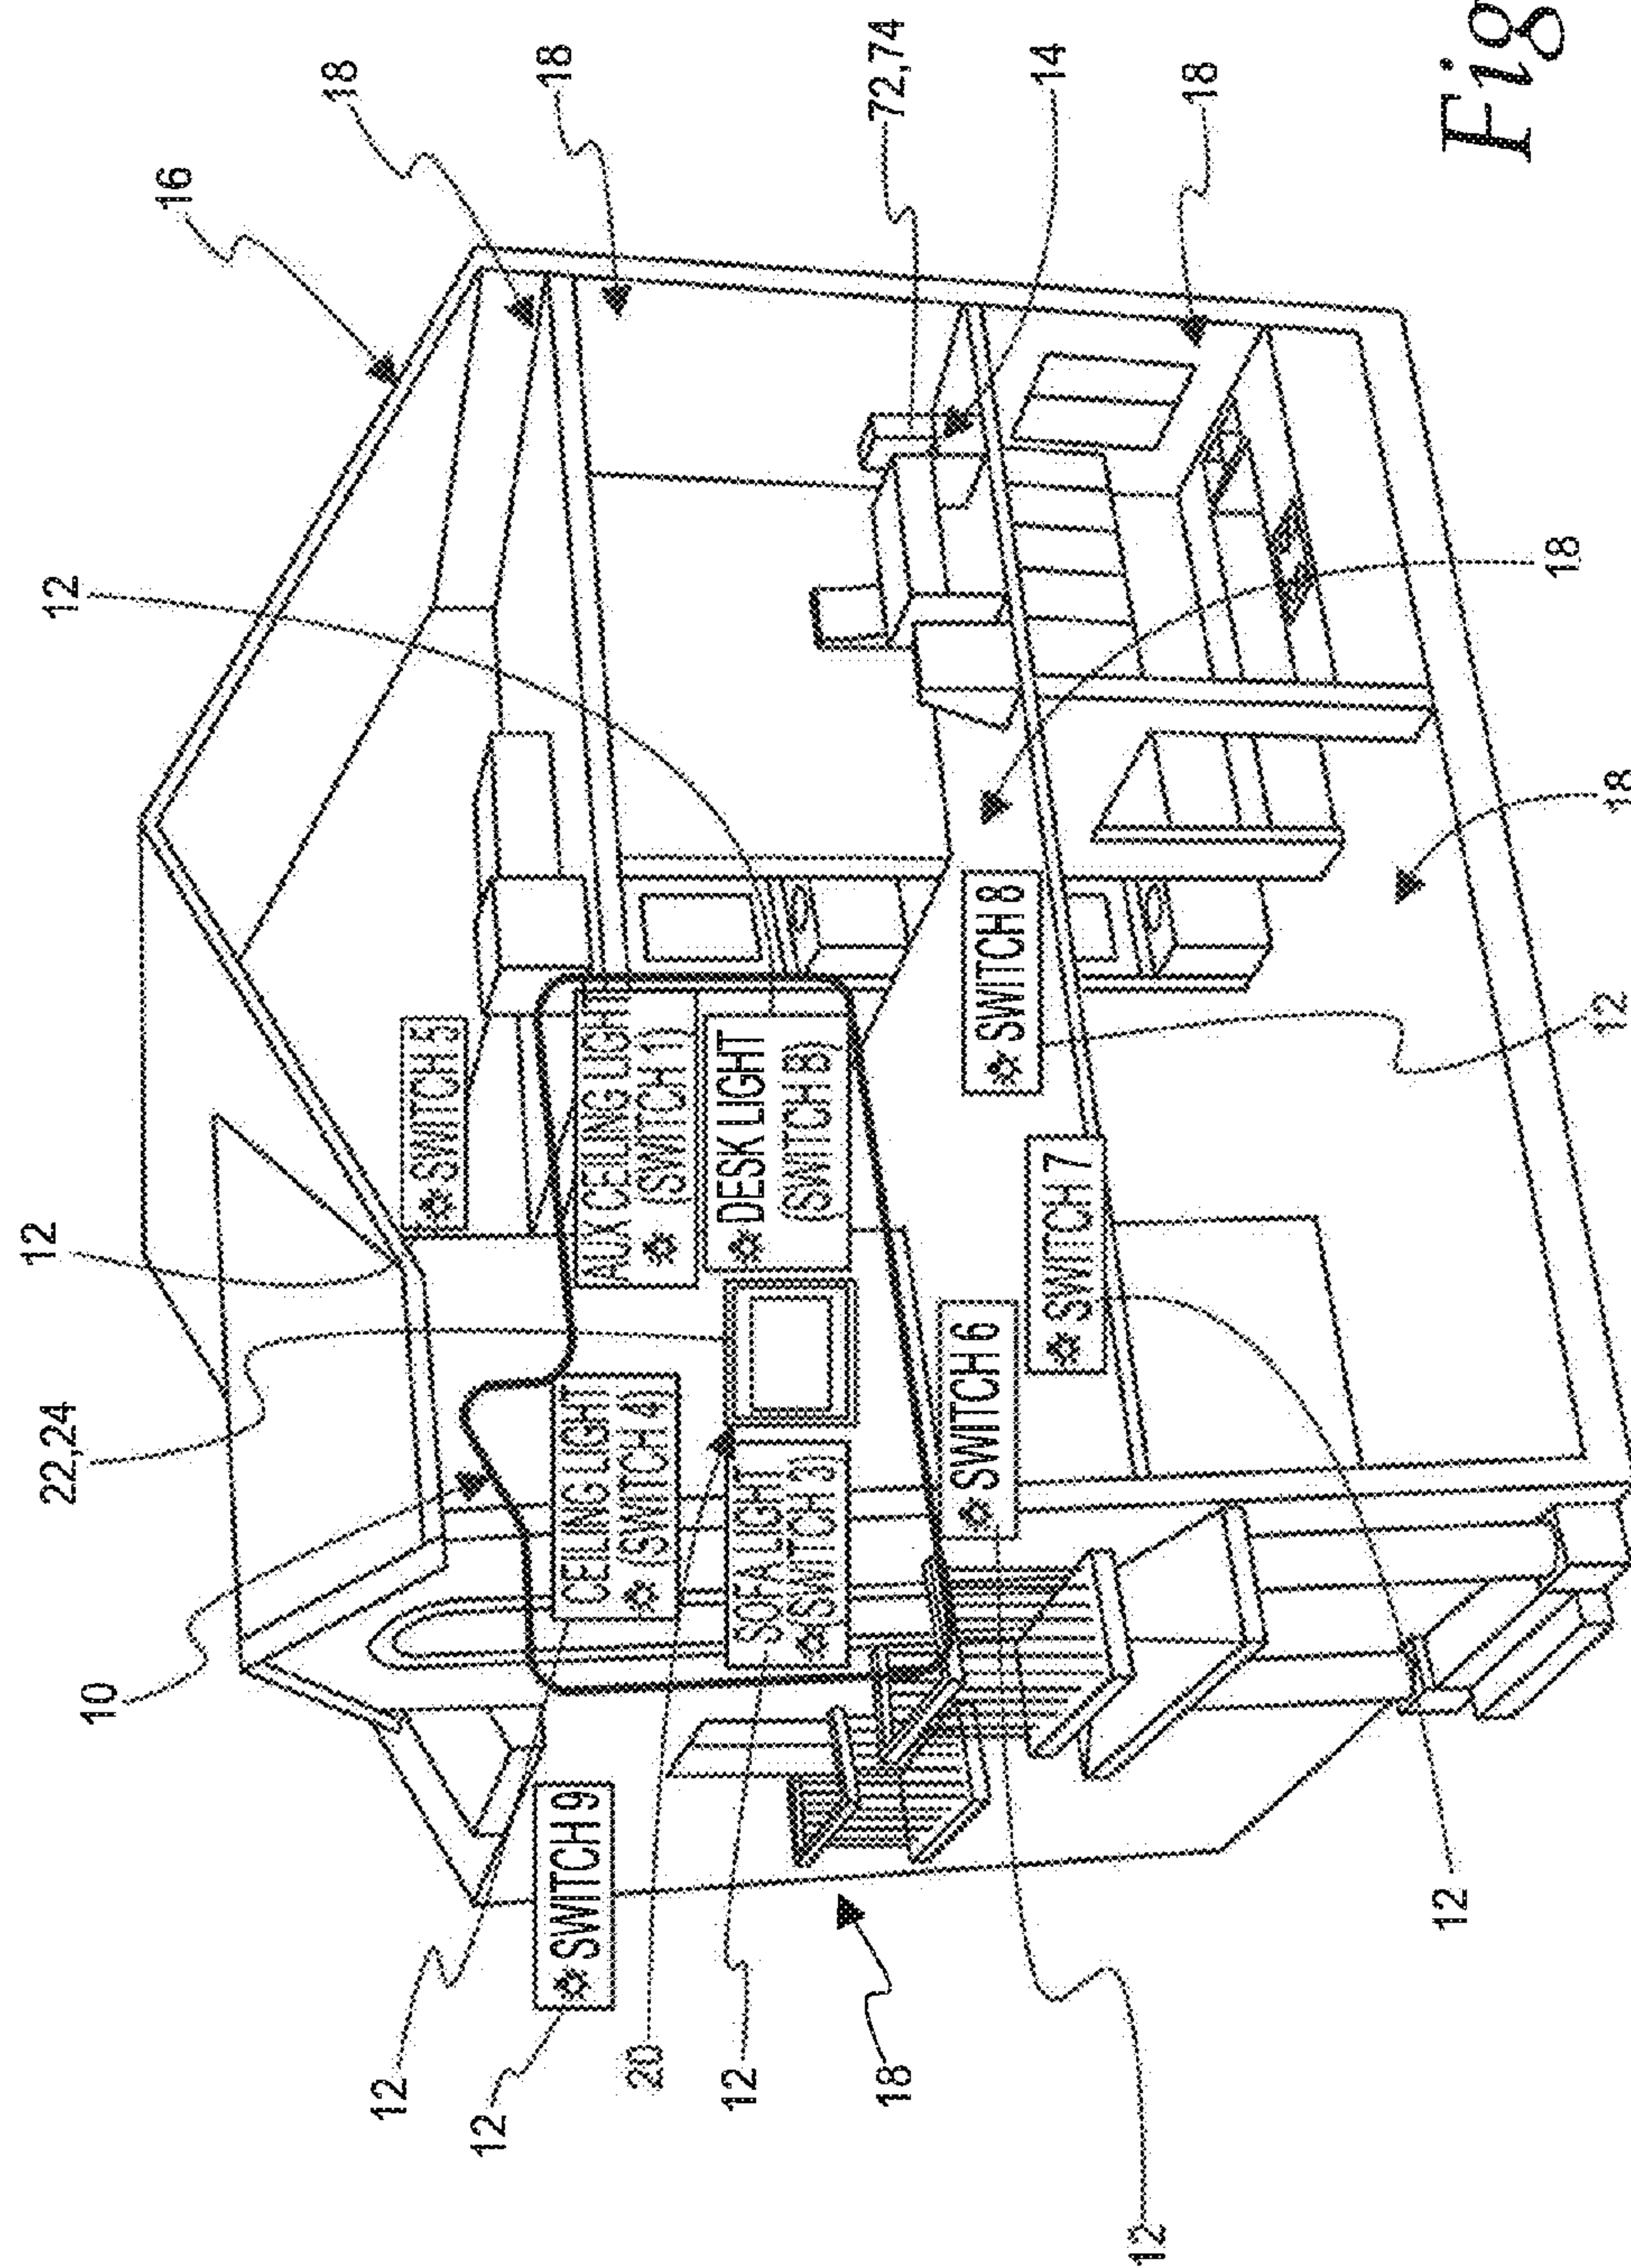 12
22,24
12
10
16
18
12
SWITCH 5
12
18
SWITCH 9
CEILING LIGHT
(SWITCH 4)
AUX CEILING LIGHT
(SWITCH 1)
20
12
SOFA LIGHT
(SWITCH 3)
DESK LIGHT
(SWITCH 8)
72,74
18
SWITCH 6
SWITCH 8
14
SWITCH 7
12
18
12
18
12
18
Fig